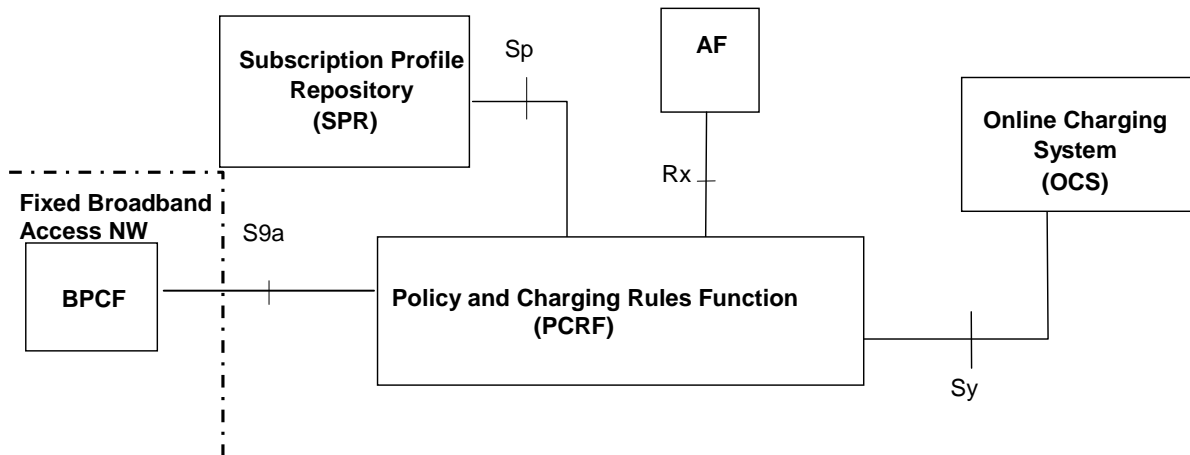 Subscription Profile
Repository
(SPR)
Sp
AF
Rx
Online Charging
System
(OCS)
Fixed Broadband
Access NW
BPCF
S9a
Policy and Charging Rules Function
(PCRF)
Sy